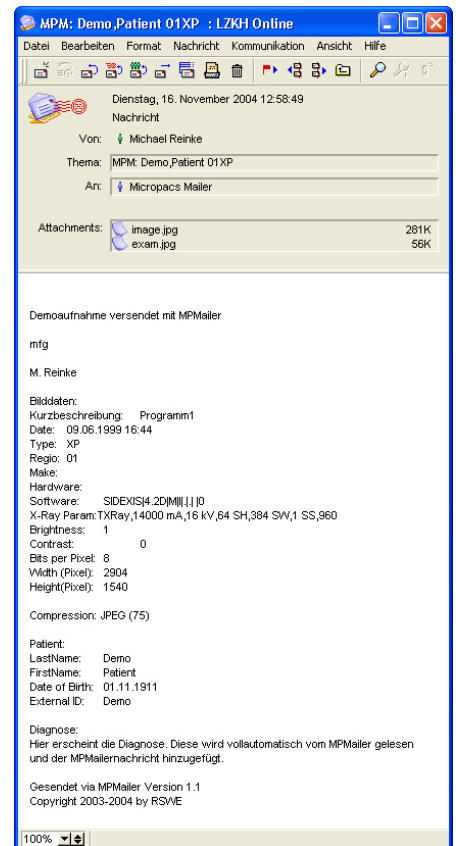 MPM: Demo,Patient 01XP : LZKH Online
Datei Bearbeiten Format Nachricht Kommunikation Ansicht Hilfe
Dienstag, 16. November 2004 12:58:49
Nachricht
Von: Michael Reinke
Thema: MPM: Demo,Patient 01XP
An: Micropacs Mailer
Attachments: image.jpg 281K
exam.jpg 56K
Demoaufnahme versendet mit MPMailer
mfg
M. Reinke
Bilddaten:
Kurzbeschreibung: Programm1
Date: 09.06.1999 16:44
Type: XP
Regio: 01
Make:
Hardware:
Software: SIDEXIS|4.2D|M|||.|.| |0
X-Ray Param:TXRay,14000 mA,16 kV,64 SH,384 SW,1 SS,960
Brightness: 1
Contrast: 0
Bits per Pixel: 8
Width (Pixel): 2904
Height(Pixel): 1540
Compression: JPEG (75)
Patient:
LastName: Demo
FirstName: Patient
Date of Birth: 01.11.1911
External ID: Demo
Diagnose:
Hier erscheint die Diagnose. Diese wird vollautomatisch vom MPMailer gelesen
und der MPMailernachricht hinzugefügt.
Gesendet via MPMailer Version 1.1
Copyright 2003-2004 by RSWE
100%